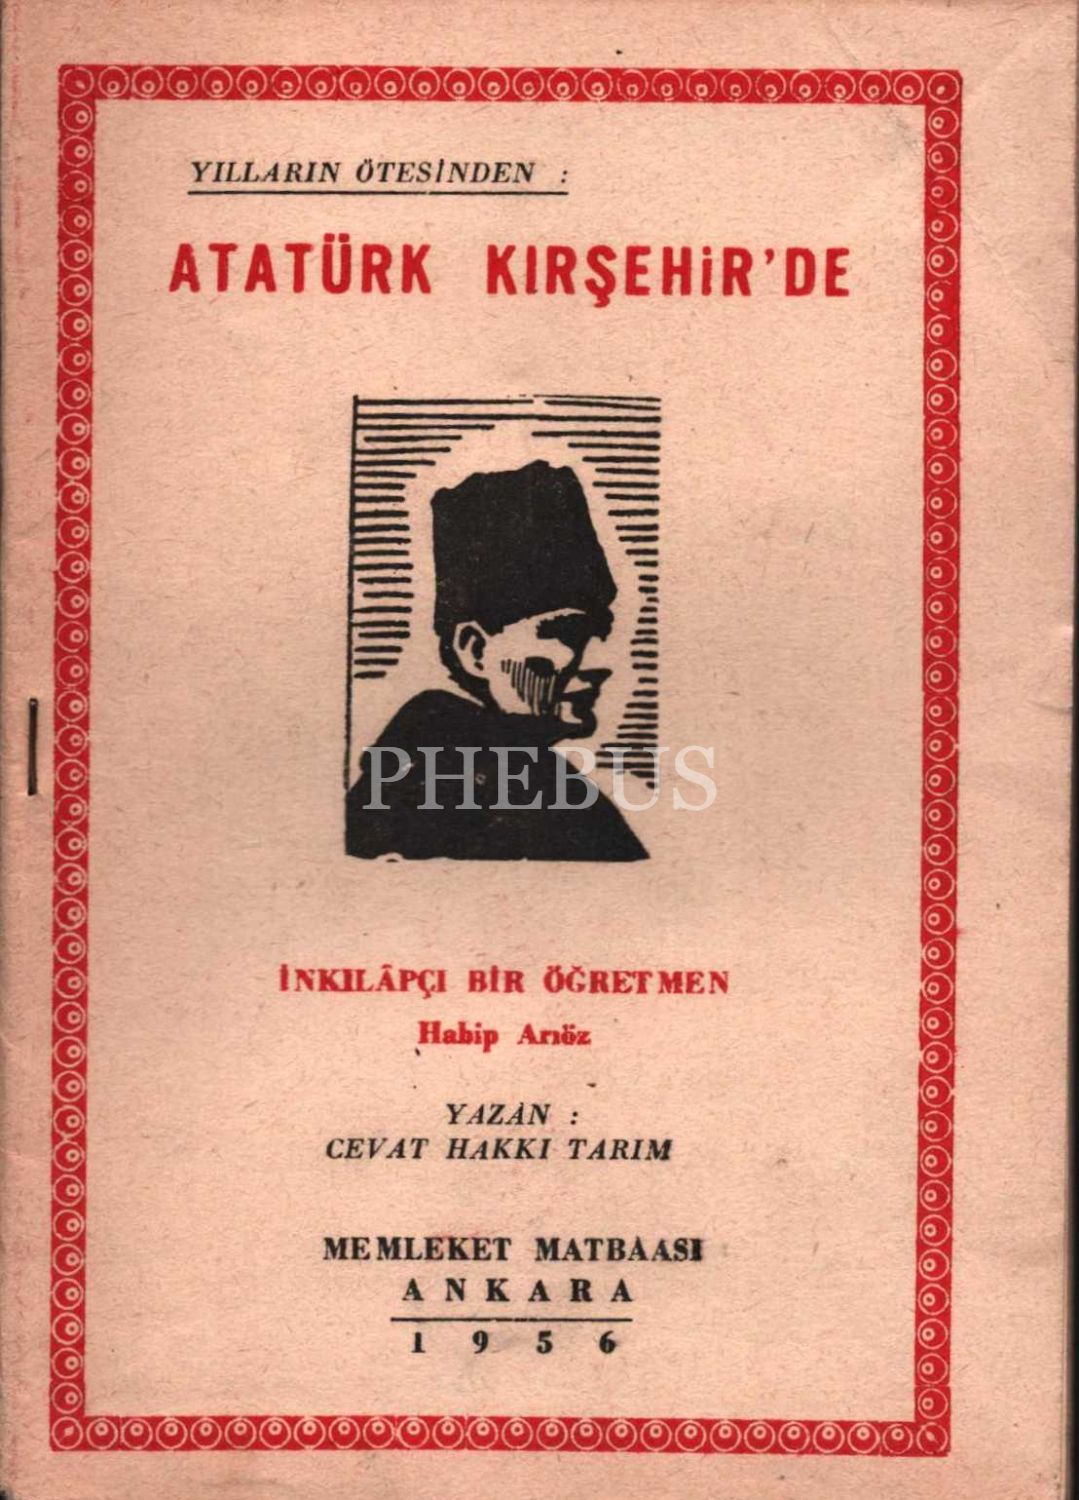 YILLARIN ÖTESİNDEN :
ATATÜRK KIRŞEHİR'DE
PHEBUS
İNKILÂPÇI BİR ÖĞRETMEN
Habip Arıöz
YAZAN :
CEVAT HAKKI TARIM
MEMLEKET MATBAASI
ANKARA
1956